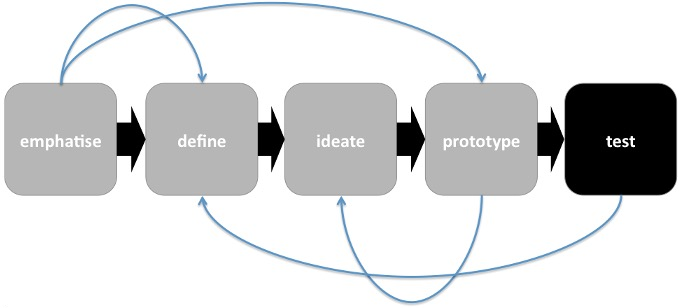 emphatise
define
ideate
prototype
test